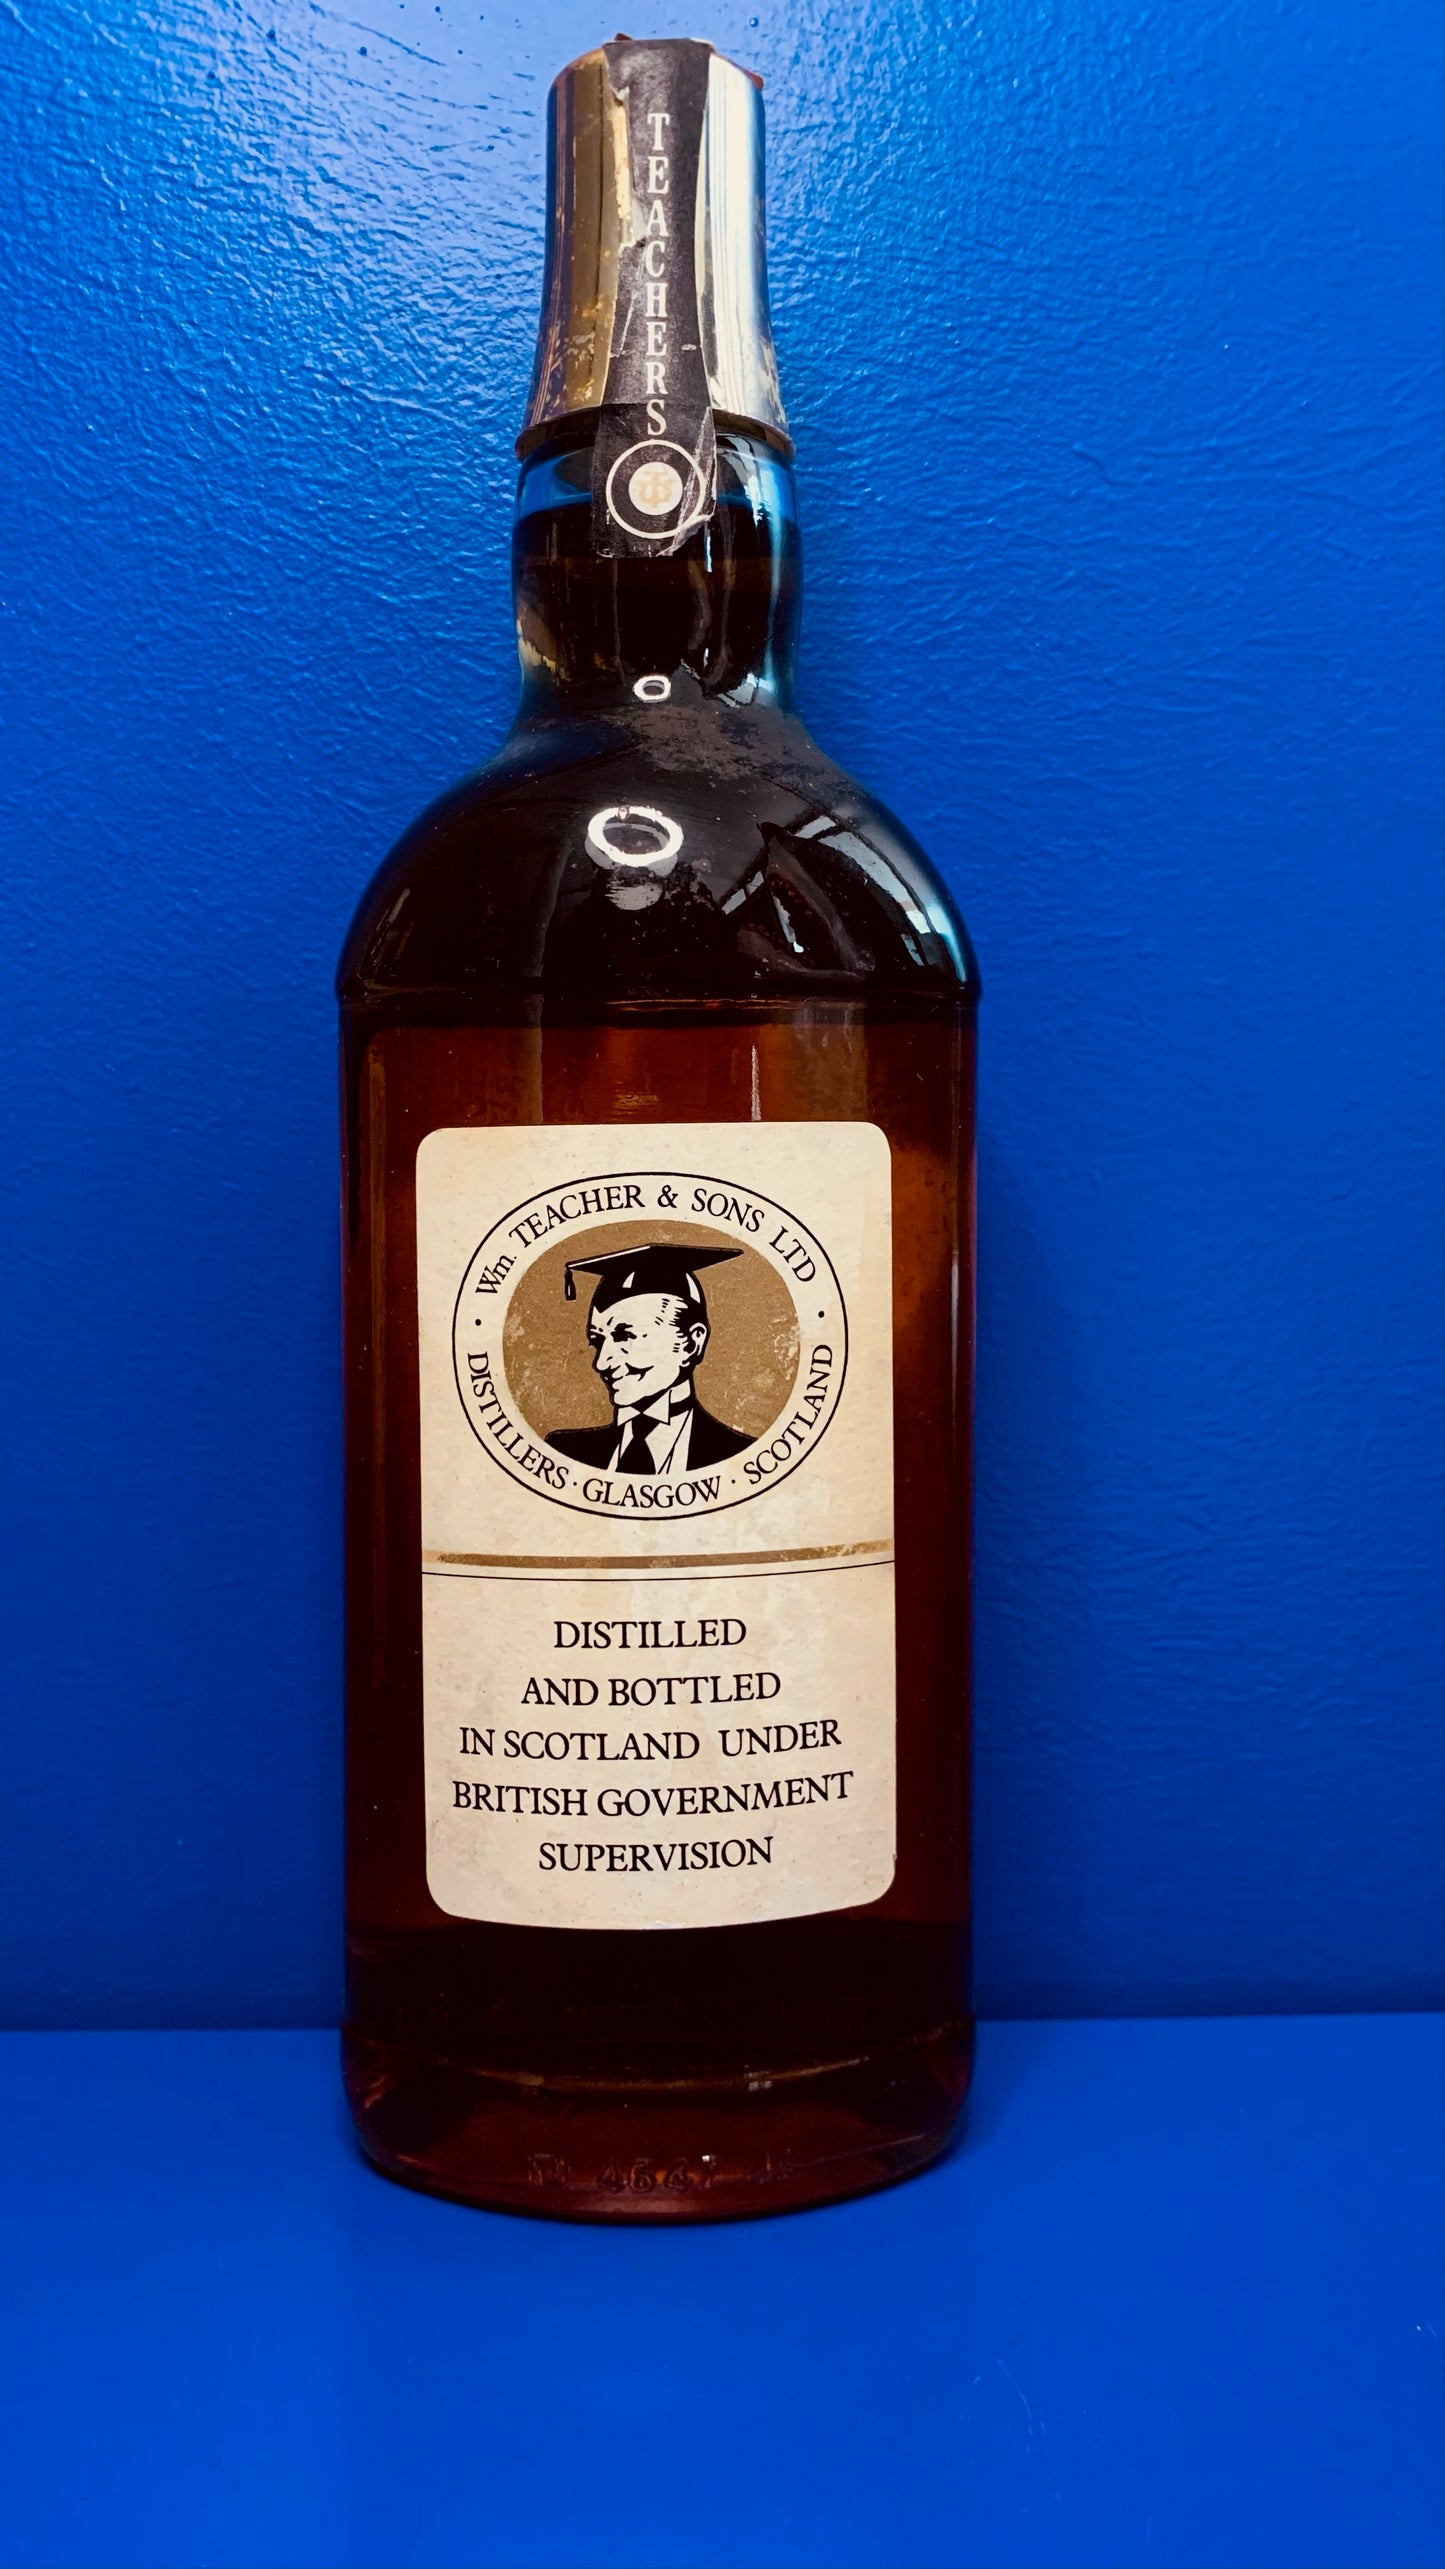 TEACHERS
Wm. TEACHER & SONS LTD
· DISTILLERS · GLASGOW · SCOTLAND ·
DISTILLED
AND BOTTLED
IN SCOTLAND UNDER
BRITISH GOVERNMENT
SUPERVISION